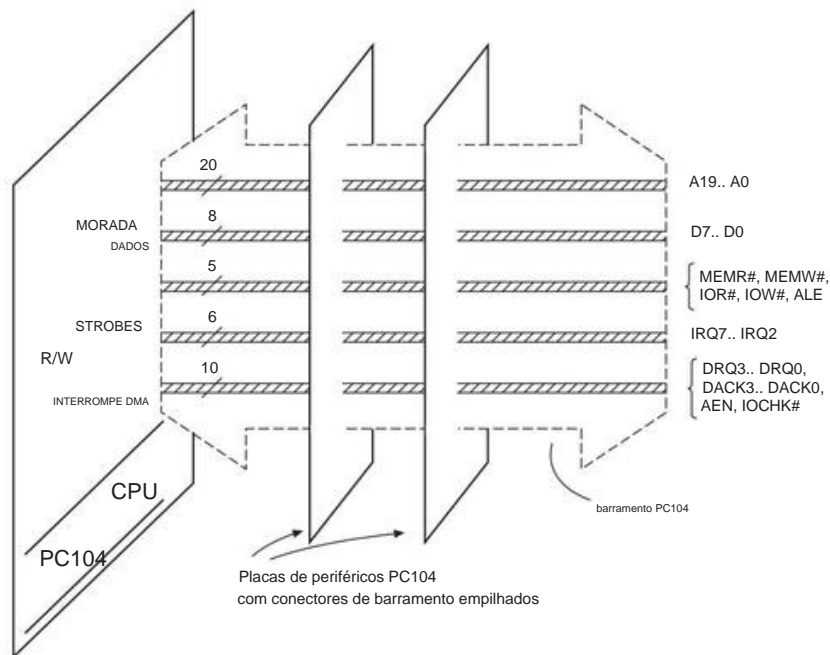 20
A19.. A0
MORADA
8
DADOS
D7.. D0
5
MEMR#, MEMW#,
IOR#, IOW#, ALE
STROBES
6
IRQ7.. IRQ2
R/W
10
INTERROMPE DMA
DRQ3.. DRQ0,
DACK3.. DACK0,
AEN, IOCHK#
CPU
PC104
barramento PC104
Placas de periféricos PC104
com conectores de barramento empilhados